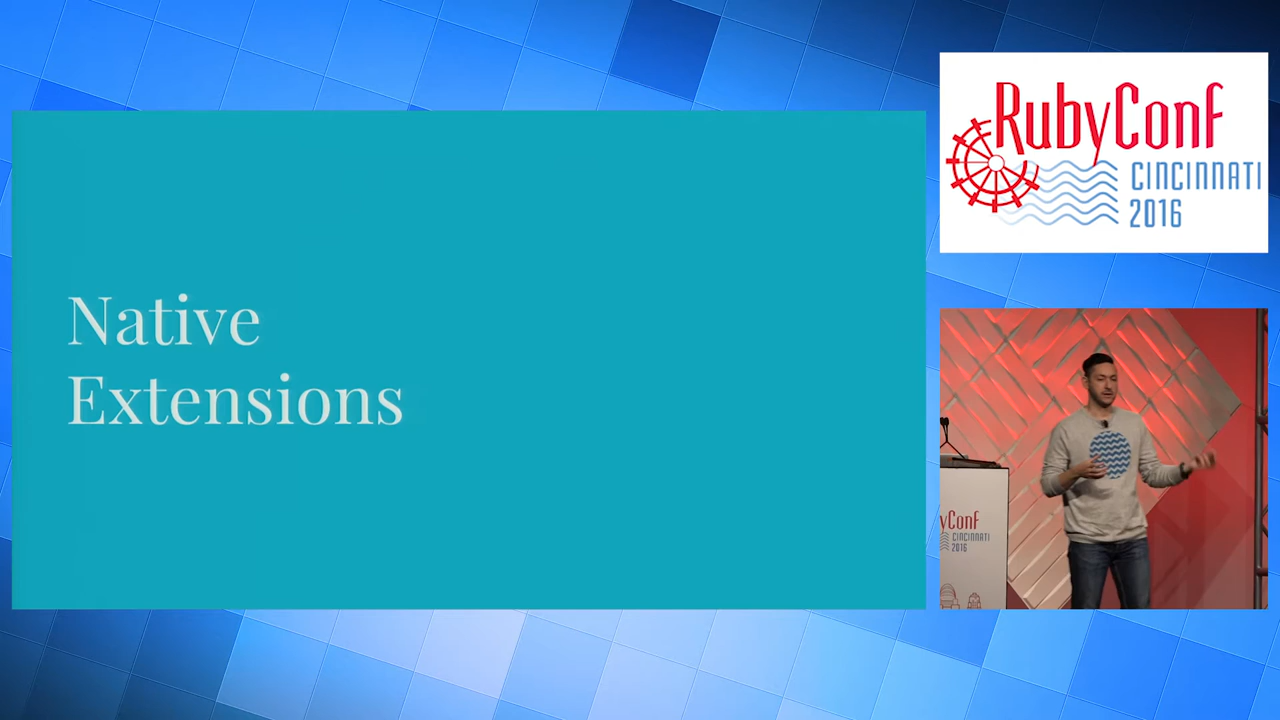 Native
Extensions
RubyConf
CINCINNATI
2016
yConf
CINCINNATI
2016